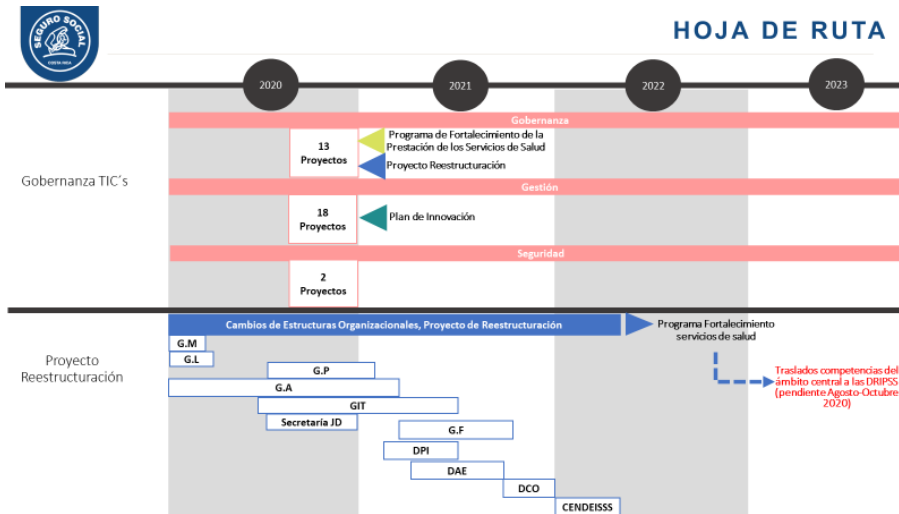 HOJA DE RUTA
SEGURO SOCIAL
COSTA RICA
2020
2021
2022
2023
Gobernanza TIC´s
Gobernanza
13
Proyectos
Programa de Fortalecimiento de la
Prestación de los Servicios de Salud
Proyecto Reestructuración
Gestión
18
Proyectos
Plan de Innovación
Seguridad
2
Proyectos
Proyecto
Reestructuración
Cambios de Estructuras Organizacionales, Proyecto de Reestructuración
Programa Fortalecimiento
servicios de salud
Traslados competencias del
ámbito central a las DRIPSS
(pendiente Agosto-Octubre
2020)
G.M
G.L
G.P
G.A
GIT
Secretaría JD
G.F
DPI
DAE
DCO
CENDEISSS